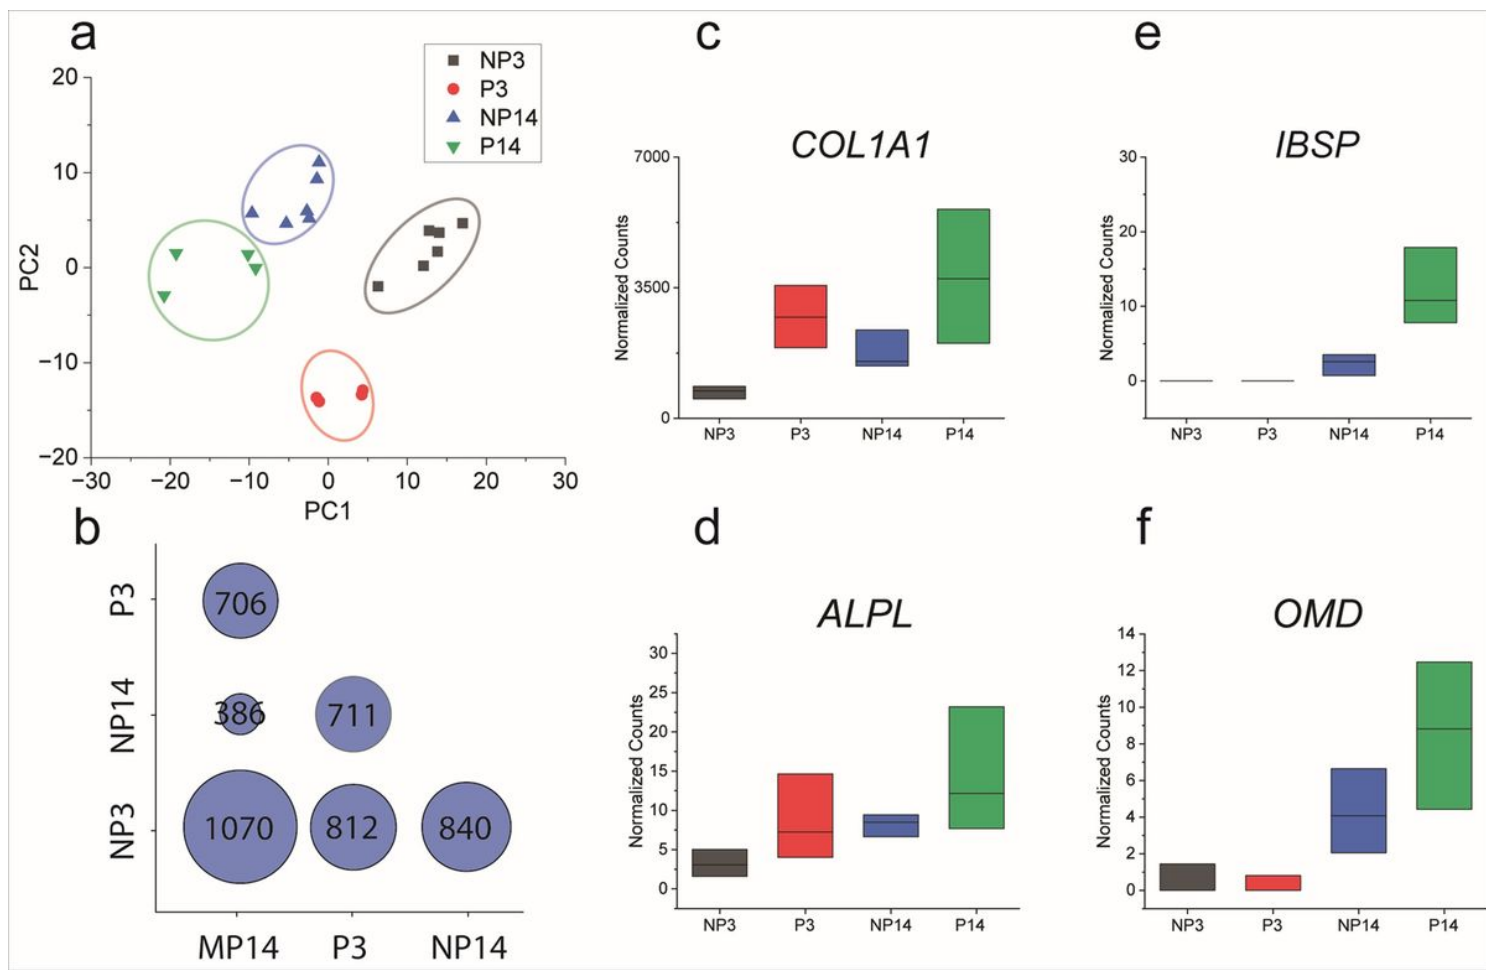 a
NP3
P3
NP14
P14
20
10
0
−10
−20
PC2
−30 −20 −10 0 10 20 30
PC1
b
P3
NP14
NP3
706
386 711
1070 812 840
MP14 P3 NP14
c
COL1A1
7000
3500
0
Normalized Counts
NP3 P3 NP14 P14
d
ALPL
30
25
20
15
10
5
0
Normalized Counts
NP3 P3 NP14 P14
e
IBSP
30
20
10
0
Normalized Counts
NP3 P3 NP14 P14
f
OMD
14
12
10
8
6
4
2
0
Normalized Counts
NP3 P3 NP14 P14